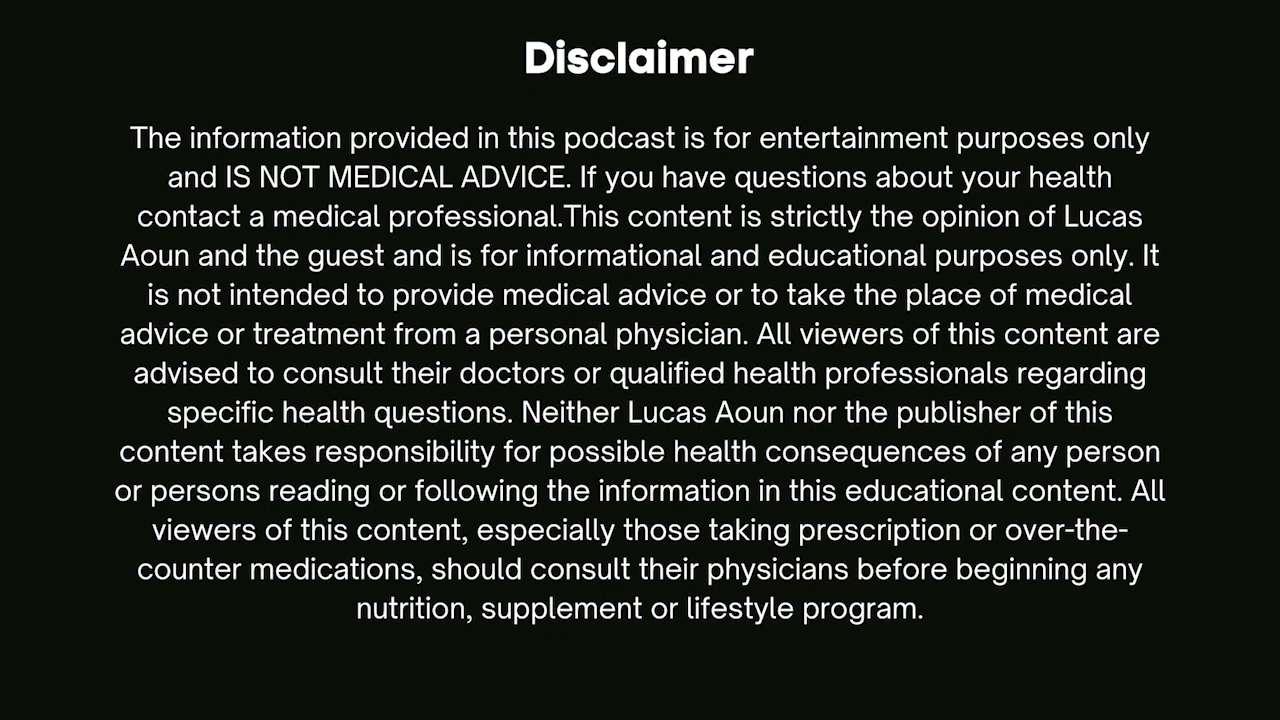 Disclaimer
The information provided in this podcast is for entertainment purposes only
and IS NOT MEDICAL ADVICE. If you have questions about your health
contact a medical professional.This content is strictly the opinion of Lucas
Aoun and the guest and is for informational and educational purposes only. It
is not intended to provide medical advice or to take the place of medical
advice or treatment from a personal physician. All viewers of this content are
advised to consult their doctors or qualified health professionals regarding
specific health questions. Neither Lucas Aoun nor the publisher of this
content takes responsibility for possible health consequences of any person
or persons reading or following the information in this educational content. All
viewers of this content, especially those taking prescription or over-the-
counter medications, should consult their physicians before beginning any
nutrition, supplement or lifestyle program.